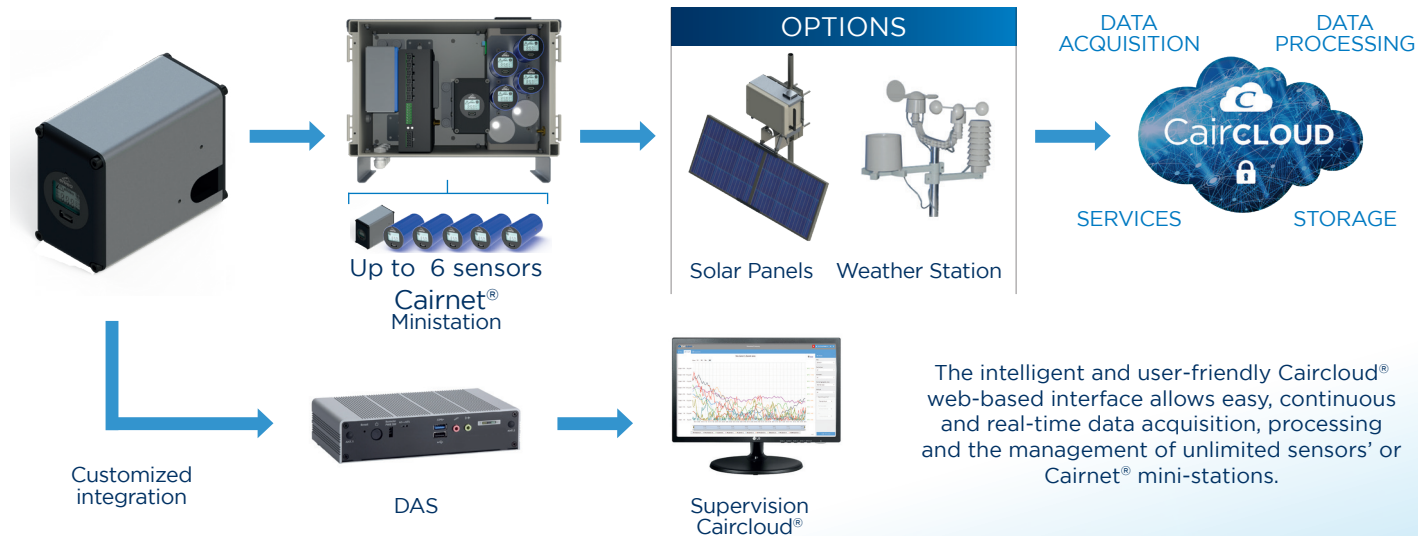 OPTIONS
DATA
ACQUISITION
DATA
PROCESSING
C
CairCLOUD
SERVICES
STORAGE
Up to 6 sensors
Cairnet®
Ministation
Solar Panels
Weather Station
Customized
integration
DAS
Supervision
Caircloud®
The intelligent and user-friendly Caircloud®
web-based interface allows easy, continuous
and real-time data acquisition, processing
and the management of unlimited sensors’ or
Cairnet® mini-stations.